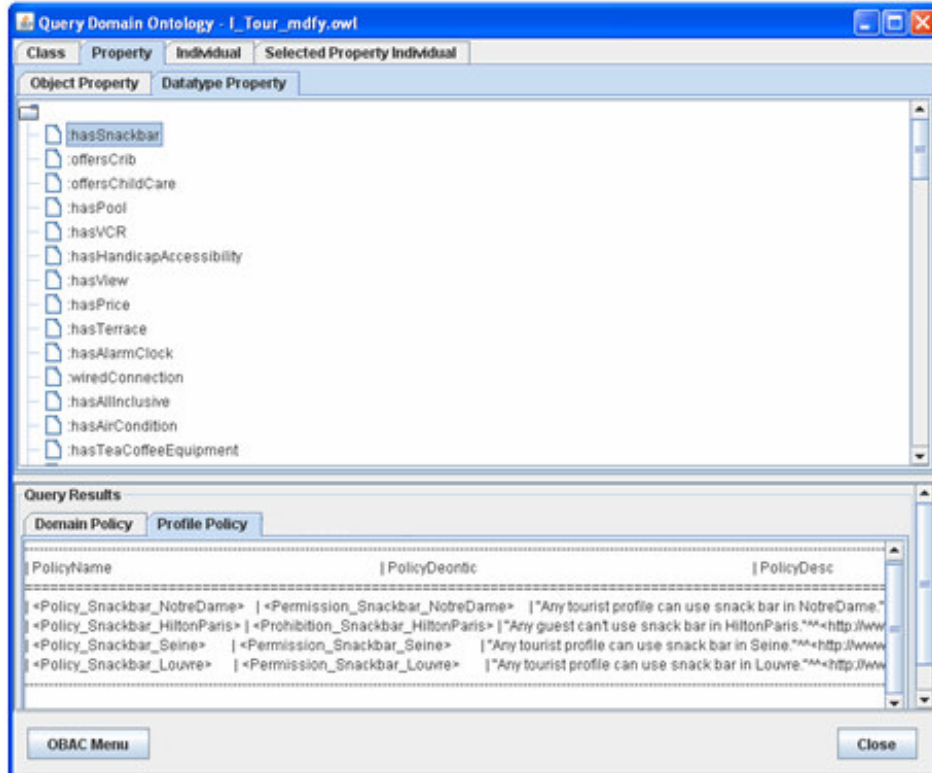 Query Domain Ontology - I_Tour_mdfy.owl
Class Property Individual Selected Property Individual
Object Property Datatype Property
:hasSnackbar
:offersCrib
:offersChildCare
:hasPool
:hasVCR
:hasHandicapAccessibility
:hasView
:hasPrice
:hasTerrace
:hasAlarmClock
:wiredConnection
:hasAllInclusive
:hasAirCondition
:hasTeaCoffeeEquipment
Query Results
Domain Policy Profile Policy
| PolicyName | PolicyDeontic | PolicyDesc
| <Policy_Snackbar_NotreDame> | <Permission_Snackbar_NotreDame> | "Any tourist profile can use snack bar in NotreDame."
| <Policy_Snackbar_HiltonParis> | <Prohibition_Snackbar_HiltonParis> | "Any guest can't use snack bar in HiltonParis."^^<http://www
| <Policy_Snackbar_Seine> | <Permission_Snackbar_Seine> | "Any tourist profile can use snack bar in Seine."^^<http://www
| <Policy_Snackbar_Louvre> | <Permission_Snackbar_Louvre> | "Any tourist profile can use snack bar in Louvre."^^<http://www
OBAC Menu Close